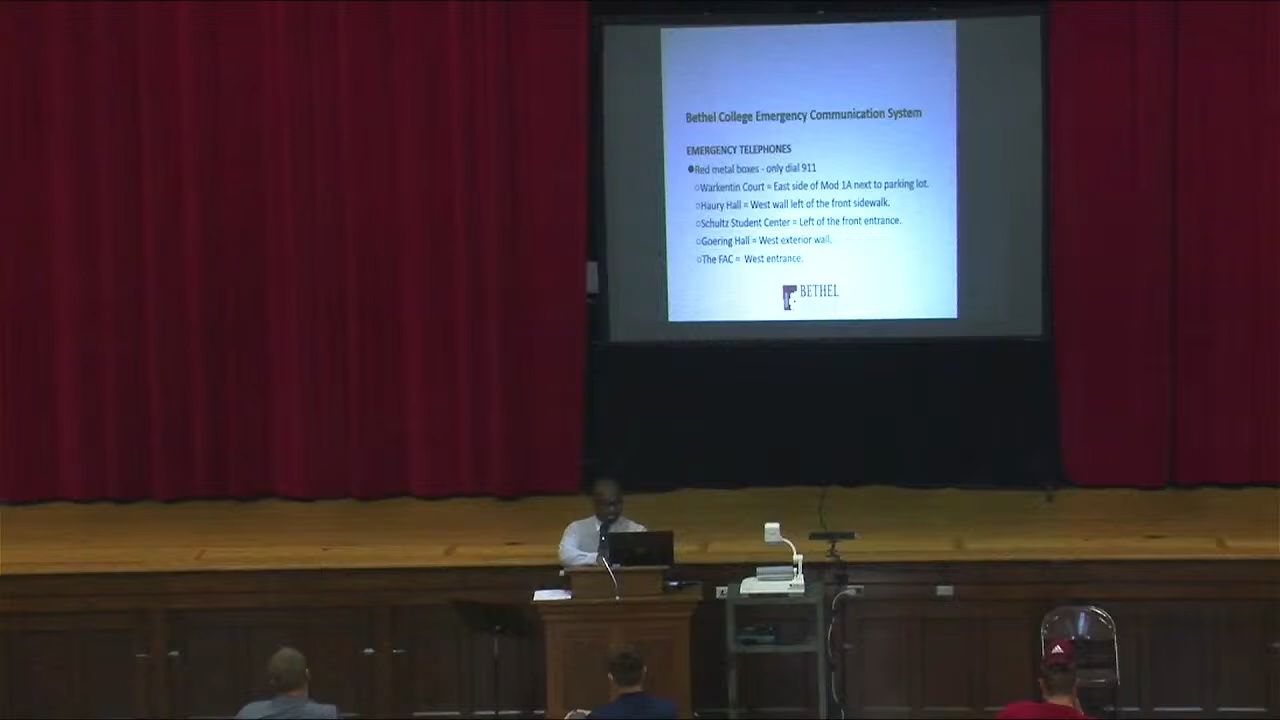 Bethel College Emergency Communication System
EMERGENCY TELEPHONES
●Red metal boxes - only dial 911
○Warkentin Court = East side of Mod 1A next to parking lot.
○Haury Hall = West wall left of the front sidewalk.
○Schultz Student Center = Left of the front entrance.
○Goering Hall = West exterior wall.
○The FAC = West entrance.
BETHEL